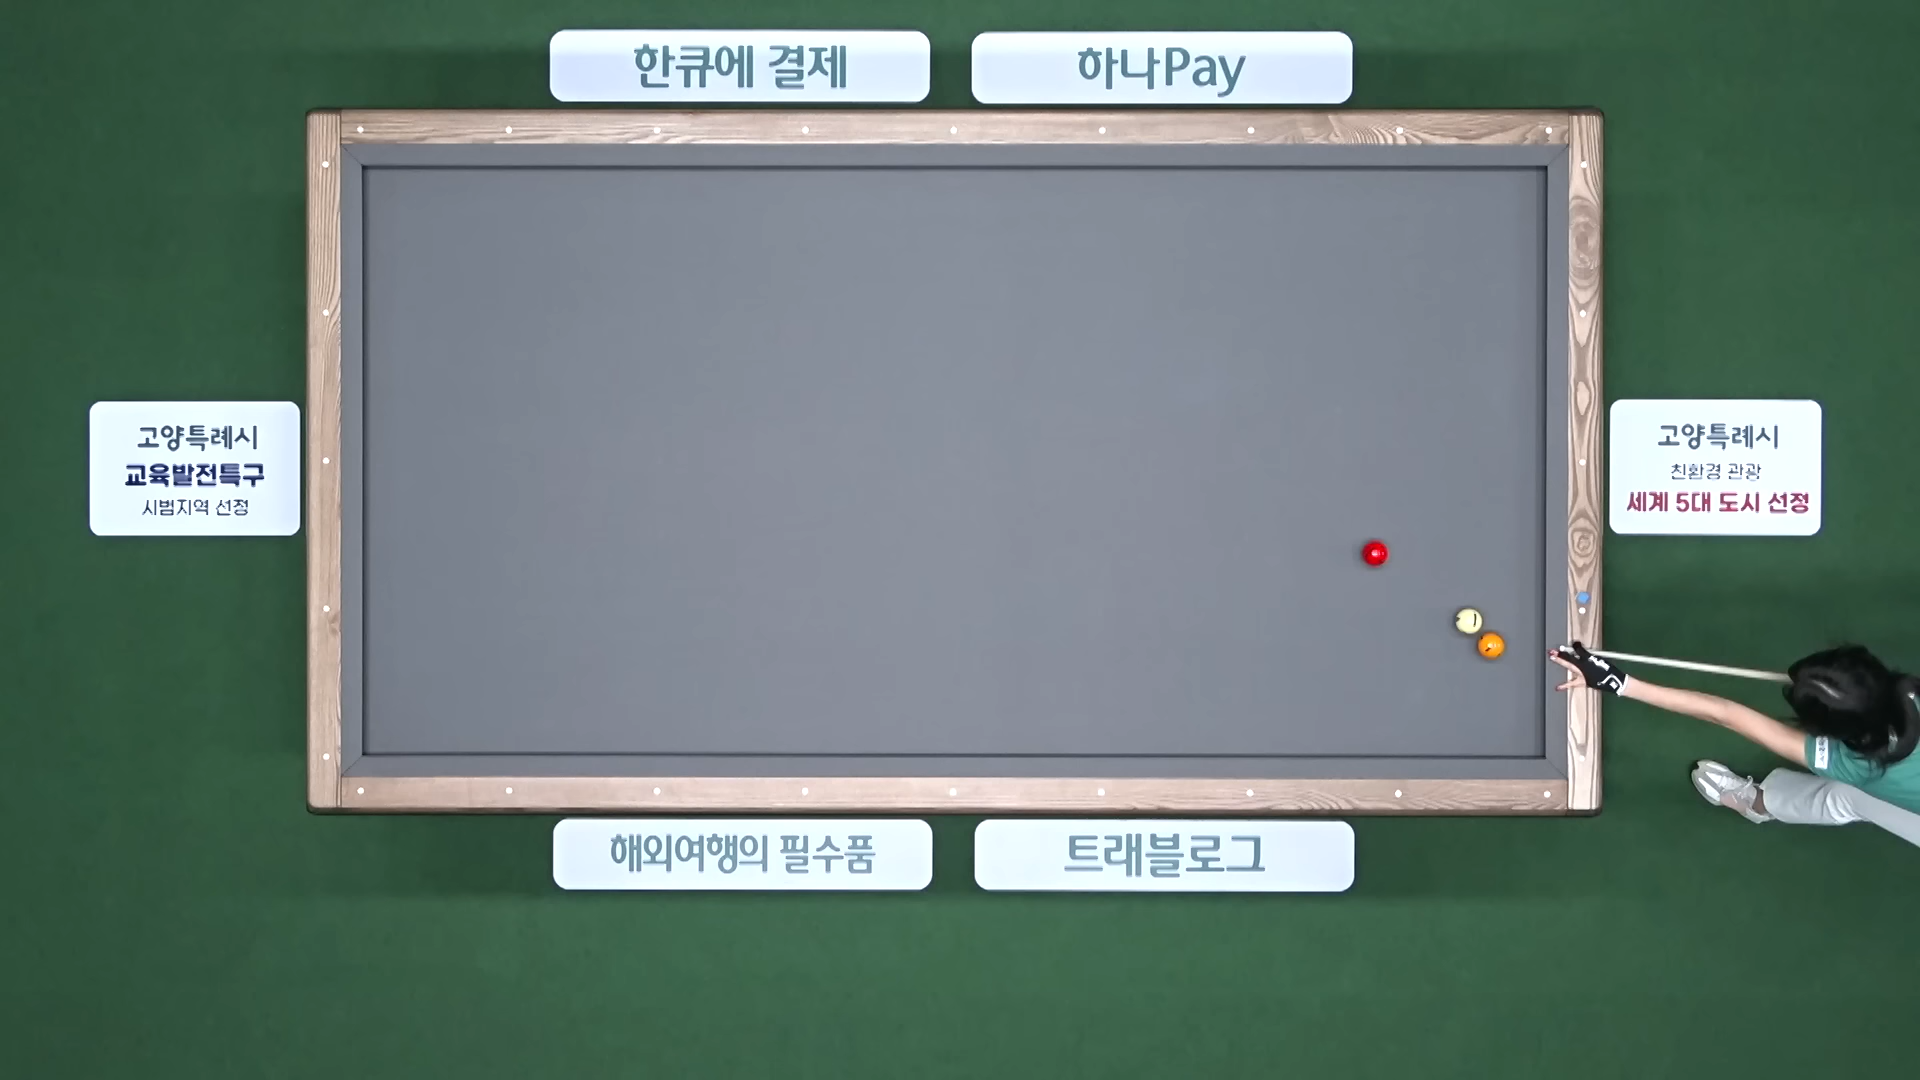 한큐에 결제
하나Pay
고양특례시
교육발전특구
시범지역 선정
고양특례시
친환경 관광
세계 5대 도시 선정
해외여행의 필수품
트래블로그